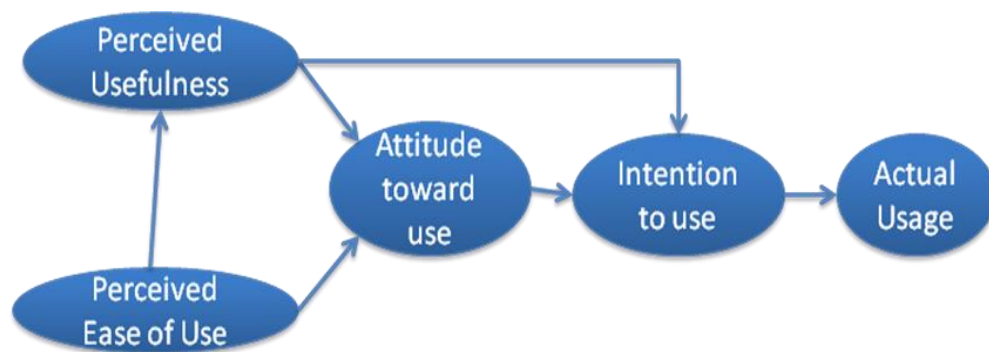 Perceived
Usefulness
Attitude
toward
use
Intention
to use
Actual
Usage
Perceived
Ease of Use